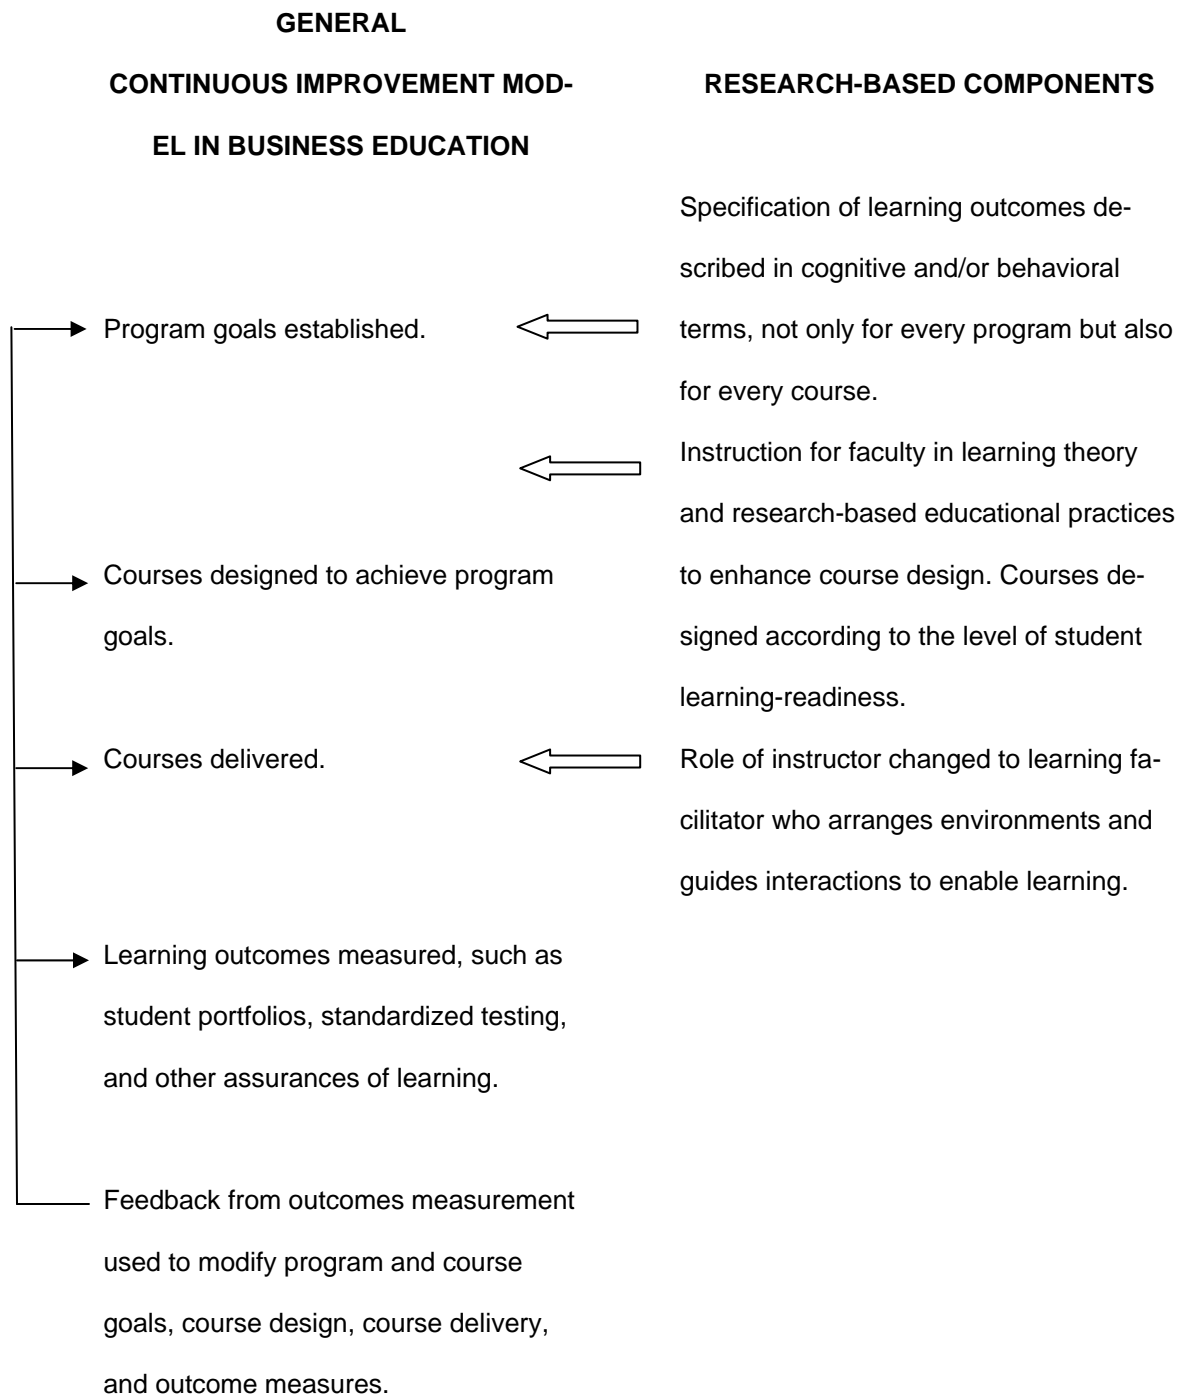 GENERAL
CONTINUOUS IMPROVEMENT MOD-
EL IN BUSINESS EDUCATION
Program goals established.
Courses designed to achieve program
goals.
Courses delivered.
Learning outcomes measured, such as
student portfolios, standardized testing,
and other assurances of learning.
Feedback from outcomes measurement
used to modify program and course
goals, course design, course delivery,
and outcome measures.
RESEARCH-BASED COMPONENTS
Specification of learning outcomes de-
scribed in cognitive and/or behavioral
terms, not only for every program but also
for every course.
Instruction for faculty in learning theory
and research-based educational practices
to enhance course design. Courses de-
signed according to the level of student
learning-readiness.
Role of instructor changed to learning fa-
cilitator who arranges environments and
guides interactions to enable learning.